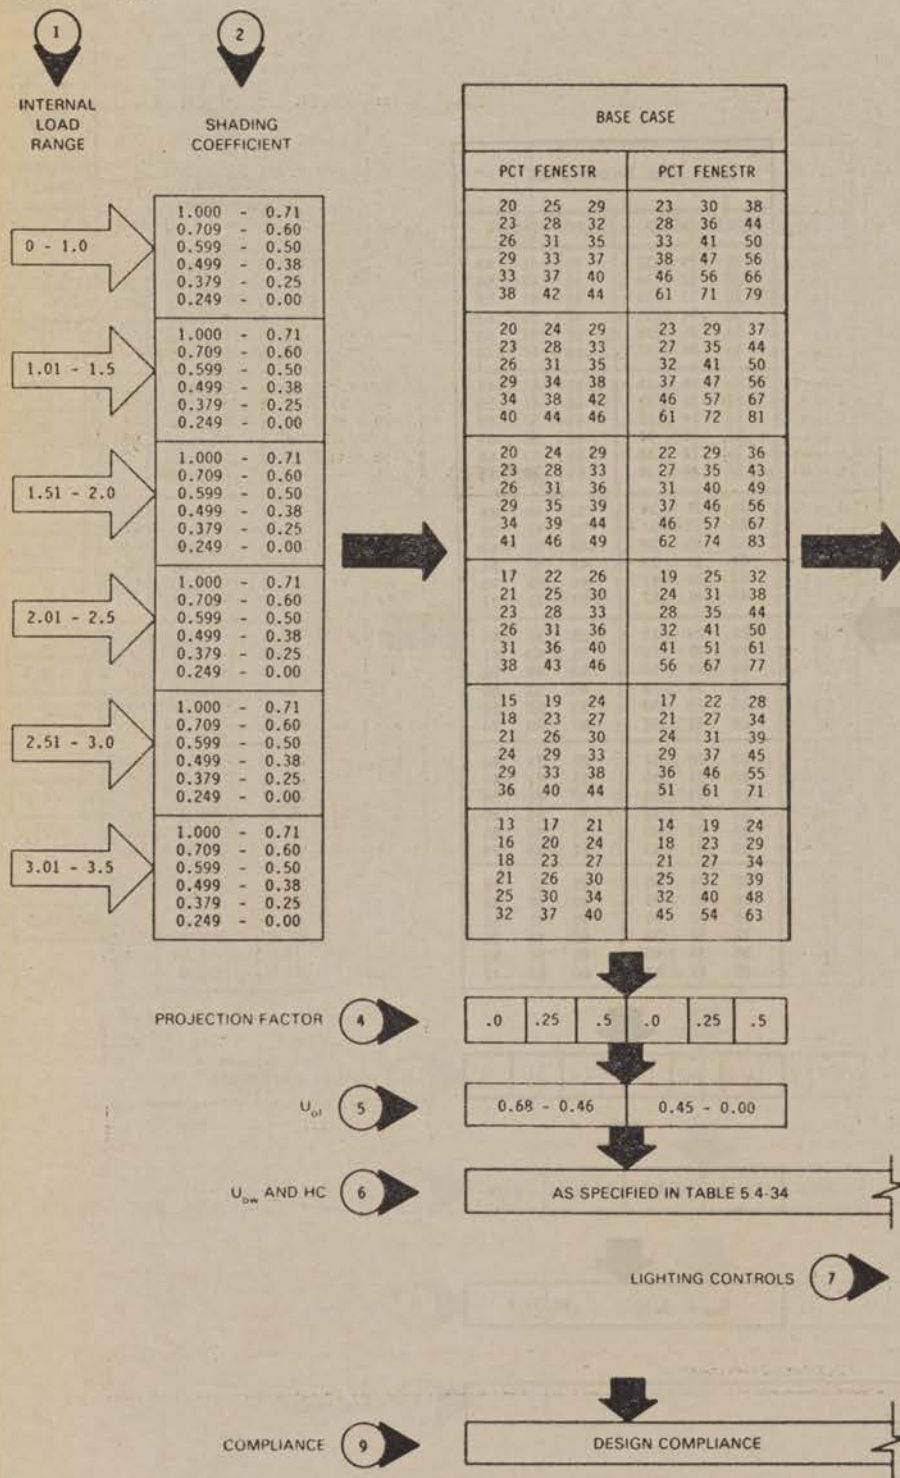 1
2
INTERNAL
LOAD
RANGE
SHADING
COEFFICIENT
BASE CASE
PCT FENESTR PCT FENESTR
0 - 1.0
1.000 - 0.71 20 25 29 23 30 38
0.709 - 0.60 23 28 32 28 36 44
0.599 - 0.50 26 31 35 33 41 50
0.499 - 0.38 29 33 37 38 47 56
0.379 - 0.25 33 37 40 46 56 66
0.249 - 0.00 38 42 44 61 71 79
1.01 - 1.5
1.000 - 0.71 20 24 29 23 29 37
0.709 - 0.60 23 28 33 27 35 44
0.599 - 0.50 26 31 35 32 41 50
0.499 - 0.38 29 34 38 37 47 56
0.379 - 0.25 34 38 42 46 57 67
0.249 - 0.00 40 44 46 61 72 81
1.51 - 2.0
1.000 - 0.71 20 24 29 22 29 36
0.709 - 0.60 23 28 33 27 35 43
0.599 - 0.50 26 31 36 31 40 49
0.499 - 0.38 29 35 39 37 46 56
0.379 - 0.25 34 39 44 46 57 67
0.249 - 0.00 41 46 49 62 74 83
2.01 - 2.5
1.000 - 0.71 17 22 26 19 25 32
0.709 - 0.60 21 25 30 24 31 38
0.599 - 0.50 23 28 33 28 35 44
0.499 - 0.38 26 31 36 32 41 50
0.379 - 0.25 31 36 40 41 51 61
0.249 - 0.00 38 43 46 56 67 77
2.51 - 3.0
1.000 - 0.71 15 19 24 17 22 28
0.709 - 0.60 18 23 27 21 27 34
0.599 - 0.50 21 26 30 24 31 39
0.499 - 0.38 24 29 33 29 37 45
0.379 - 0.25 29 33 38 36 46 55
0.249 - 0.00 36 40 44 51 61 71
3.01 - 3.5
1.000 - 0.71 13 17 21 14 19 24
0.709 - 0.60 16 20 24 18 23 29
0.599 - 0.50 18 23 27 21 27 34
0.499 - 0.38 21 26 30 25 32 39
0.379 - 0.25 25 30 34 32 40 48
0.249 - 0.00 32 37 40 45 54 63
PROJECTION FACTOR 4 .0 .25 .5 .0 .25 .5
Uof 5 0.68 - 0.46 0.45 - 0.00
Uow AND HC 6 AS SPECIFIED IN TABLE 5.4-34
LIGHTING CONTROLS 7
COMPLIANCE 9 DESIGN COMPLIANCE